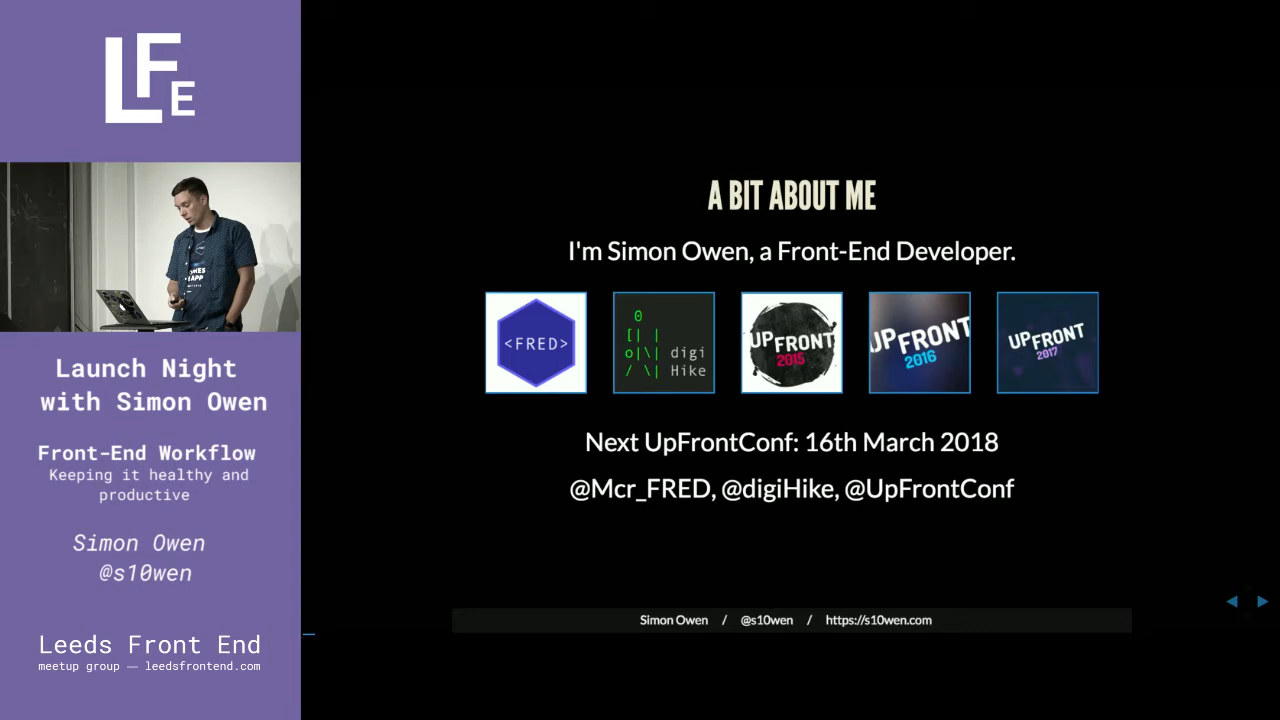 LFE
Launch Night
with Simon Owen
Front-End Workflow
Keeping it healthy and
productive
Simon Owen
@s10wen
Leeds Front End
meetup group — leedsfrontend.com
A BIT ABOUT ME
I'm Simon Owen, a Front-End Developer.
<FRED>
0
[| |
o|\| digi
/ \| Hike
UPFRONT
2015
UPFRONT
2016
UPFRONT
2017
Next UpFrontConf: 16th March 2018
@Mcr_FRED, @digiHike, @UpFrontConf
Simon Owen / @s10wen / https://s10wen.com